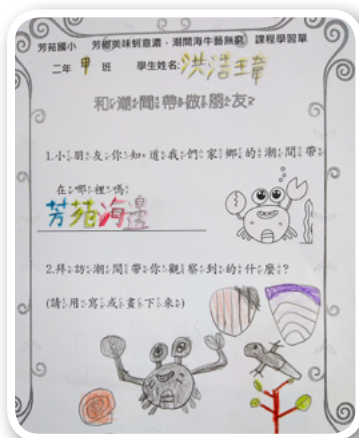 芳苑國小 芳鄉美味蚵意濃・潮間海牛藝無窮 課程學習單
二年 甲 班 學生姓名:洪浩瑋
和潮間帶做朋友
1.小朋友你知道我們家鄉的潮間帶
在哪裡嗎
芳苑海邊
2.拜訪潮間帶你觀察到的什麼?
(請用寫或畫下來)